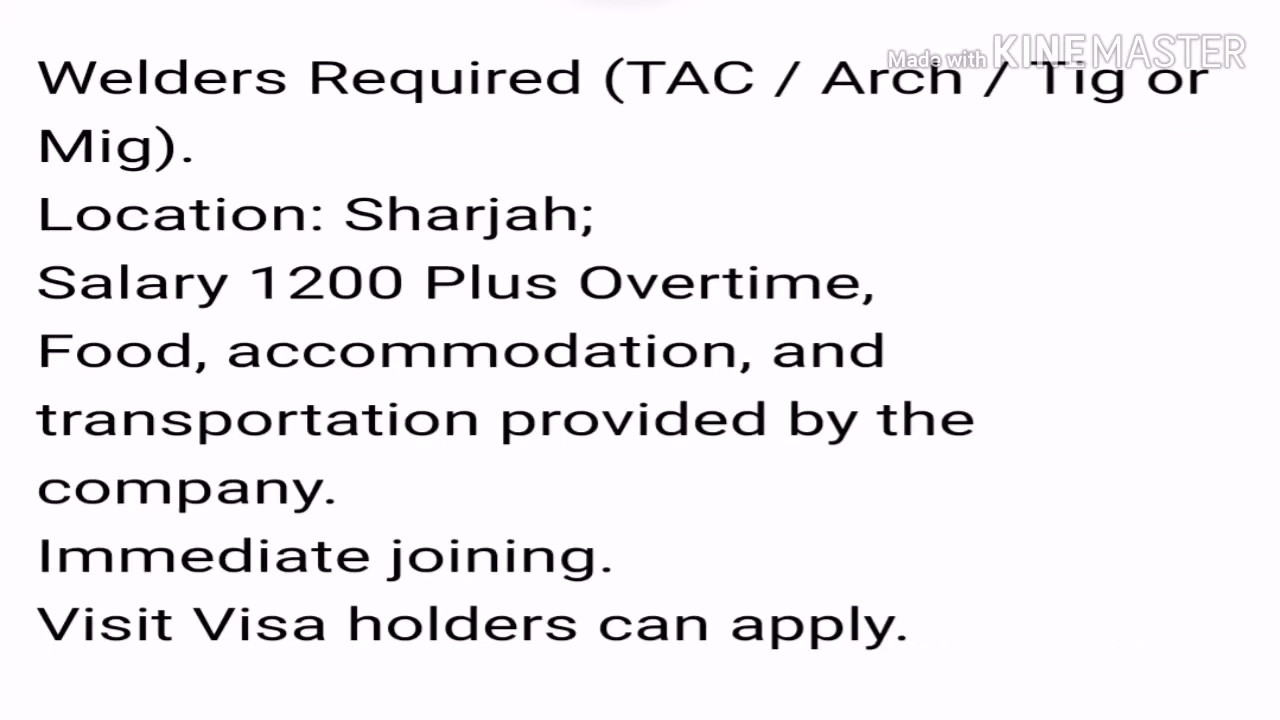 Made with KINEMASTER
Welders Required (TAC / Arch / Tig or
Mig).
Location: Sharjah;
Salary 1200 Plus Overtime,
Food, accommodation, and
transportation provided by the
company.
Immediate joining.
Visit Visa holders can apply.